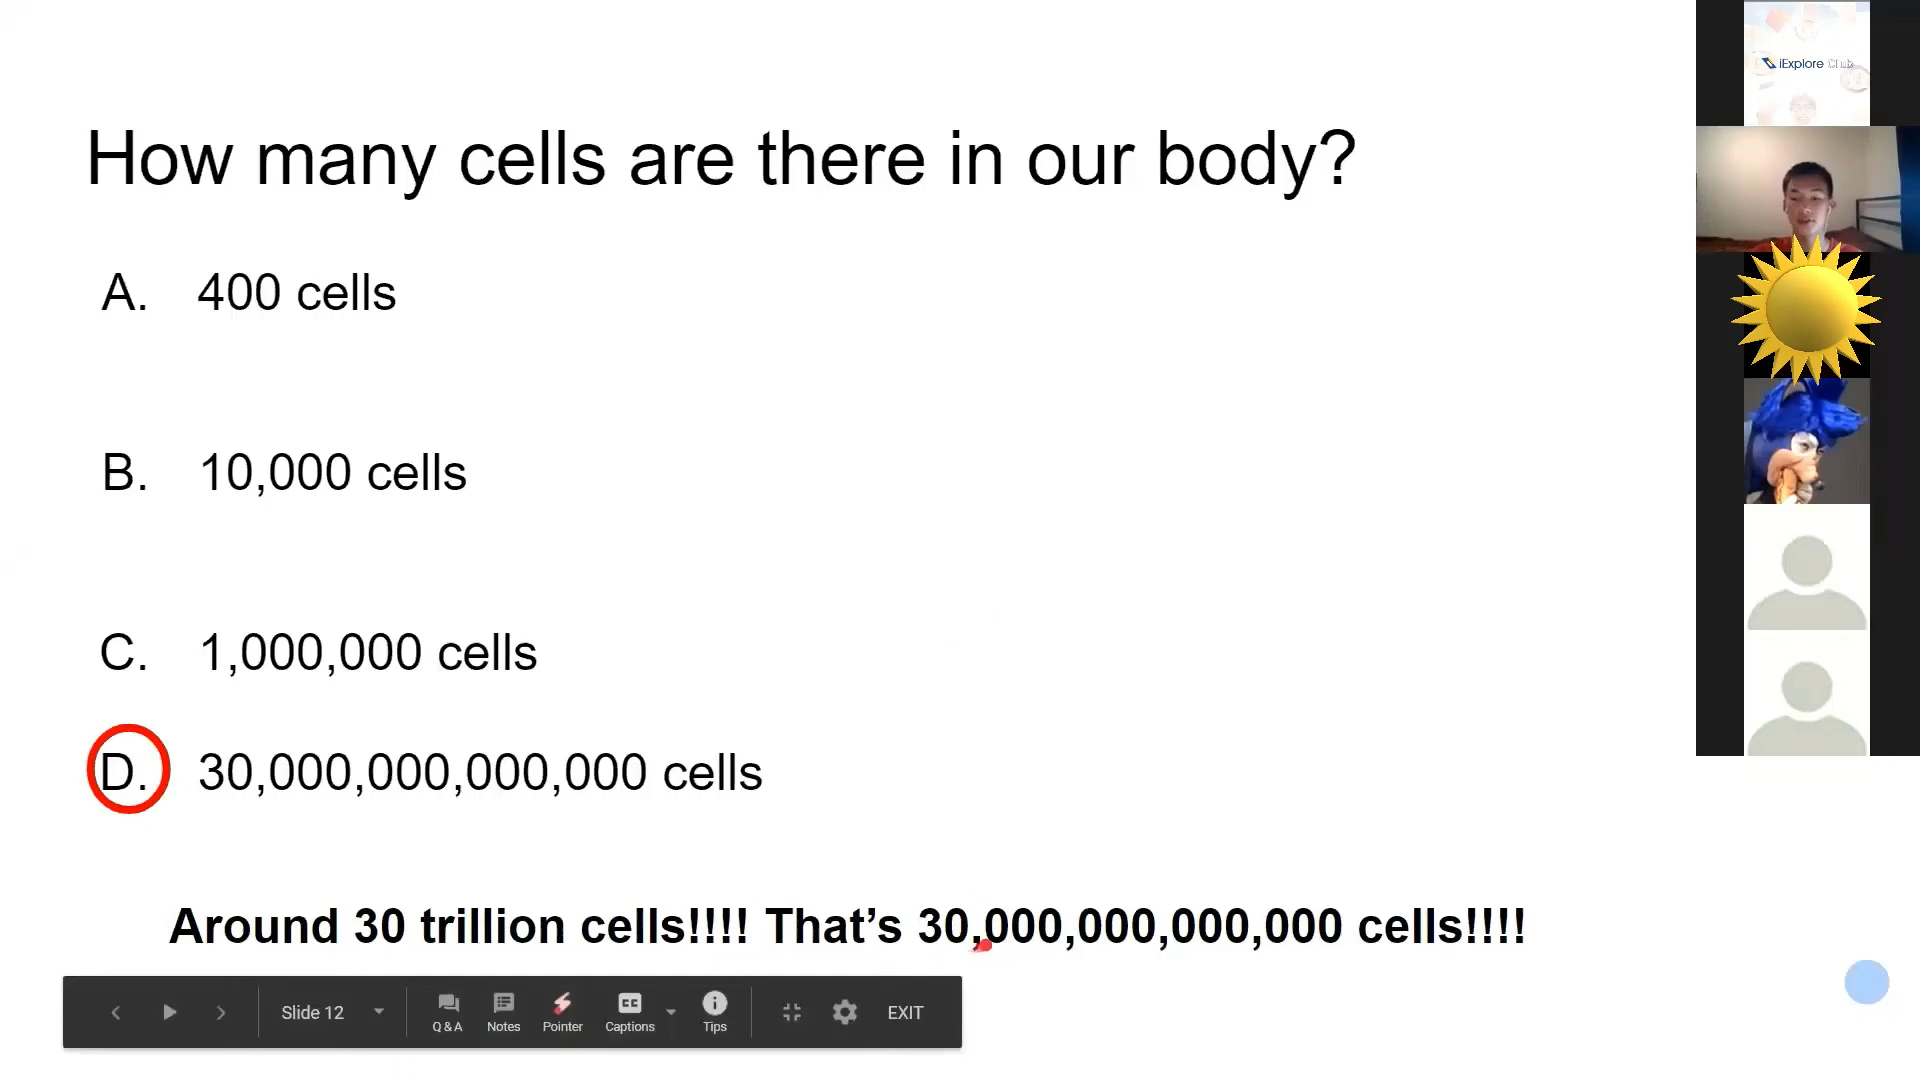 How many cells are there in our body?
A. 400 cells
B. 10,000 cells
C. 1,000,000 cells
D. 30,000,000,000,000 cells
Around 30 trillion cells!!!! That’s 30,000,000,000,000 cells!!!!
Slide 12
Q & A
Notes
Pointer
CC
Captions
Tips
EXIT
iExplore Club